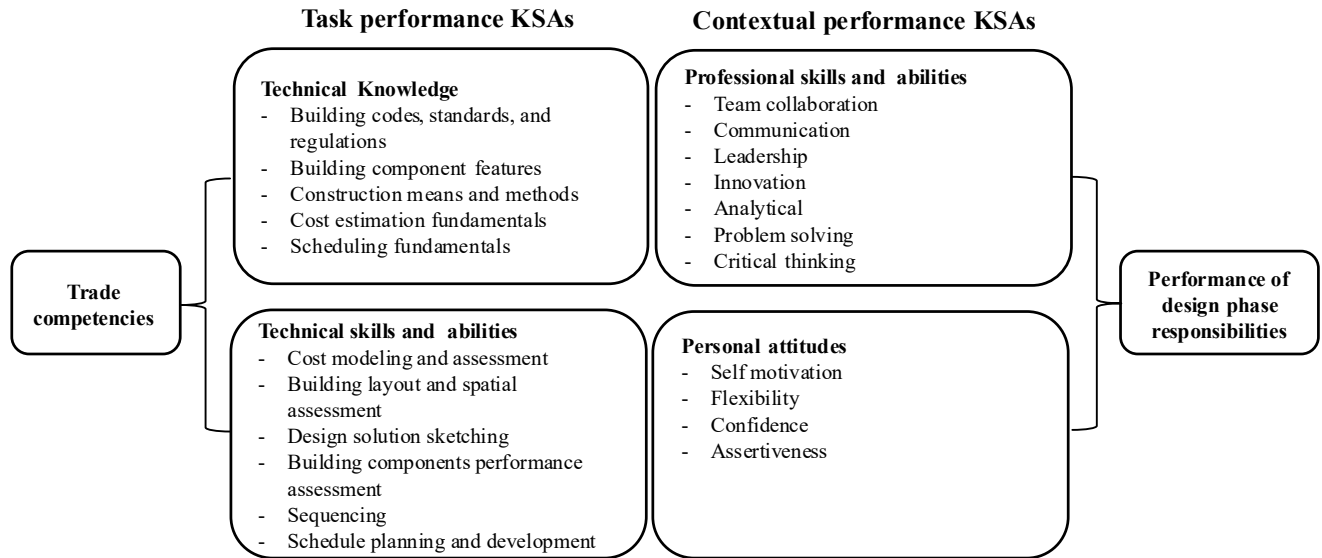 Task performance KSAs
Contextual performance KSAs
Trade
competencies
Technical Knowledge
- Building codes, standards, and
regulations
- Building component features
- Construction means and methods
- Cost estimation fundamentals
- Scheduling fundamentals
Technical skills and abilities
- Cost modeling and assessment
- Building layout and spatial
assessment
- Design solution sketching
- Building components performance
assessment
- Sequencing
- Schedule planning and development
Professional skills and abilities
- Team collaboration
- Communication
- Leadership
- Innovation
- Analytical
- Problem solving
- Critical thinking
Personal attitudes
- Self motivation
- Flexibility
- Confidence
- Assertiveness
Performance of
design phase
responsibilities